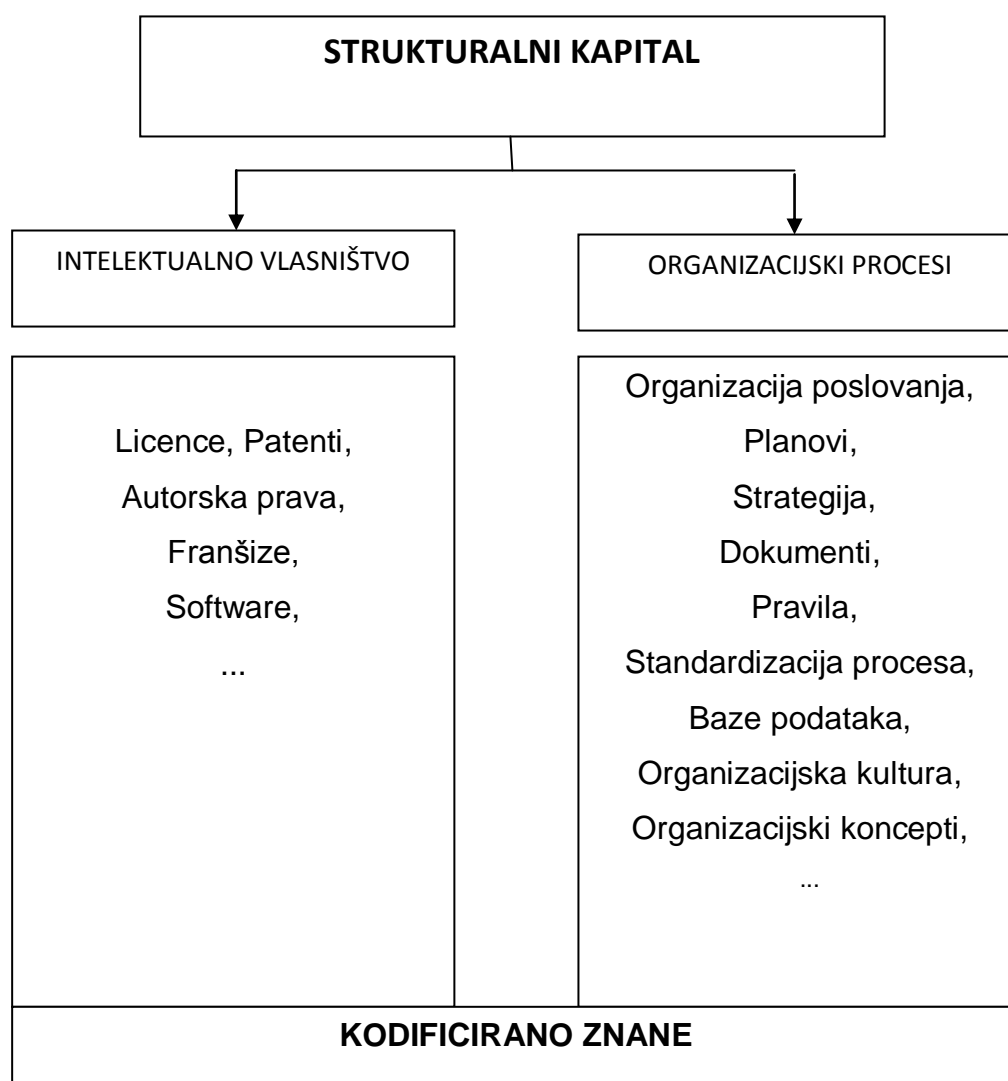 STRUKTURALNI KAPITAL
INTELEKTUALNO VLASNIŠTVO
ORGANIZACIJSKI PROCESI
Licence, Patenti,
Autorska prava,
Franšize,
Software,
...
Organizacija poslovanja,
Planovi,
Strategija,
Dokumenti,
Pravila,
Standardizacija procesa,
Baze podataka,
Organizacijska kultura,
Organizacijski koncepti,
...
KODIFICIRANO ZNANE